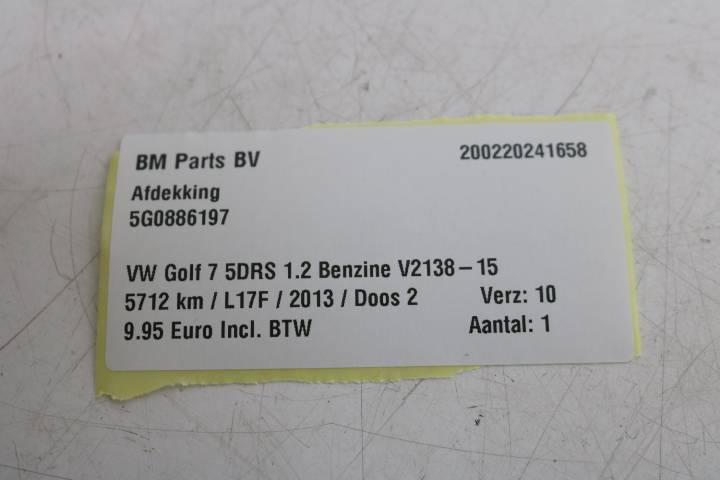 BM Parts BV 200220241658
Afdekking
5G0886197
VW Golf 7 5DRS 1.2 Benzine V2138-15
5712 km / L17F / 2013 / Doos 2 Verz: 10
9.95 Euro Incl. BTW Aantal: 1